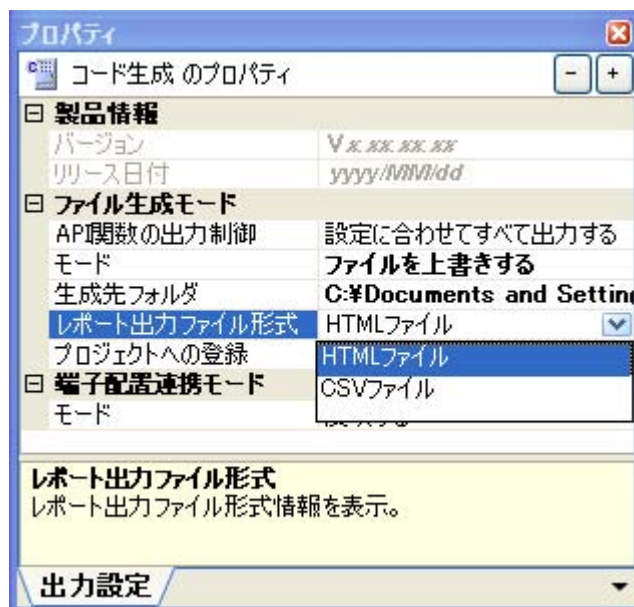 プロパティ
コード生成 のプロパティ
製品情報
バージョン Vx.xx.xx.xx
リリース日付 yyyy/MM/dd
ファイル生成モード
API関数の出力制御 設定に合わせてすべて出力する
モード ファイルを上書きする
生成先フォルダ C:¥Documents and Setting
レポート出力ファイル形式 HTMLファイル
プロジェクトへの登録 HTMLファイル
端子配置連携モード CSVファイル
モード
レポート出力ファイル形式
レポート出力ファイル形式情報を表示。
出力設定